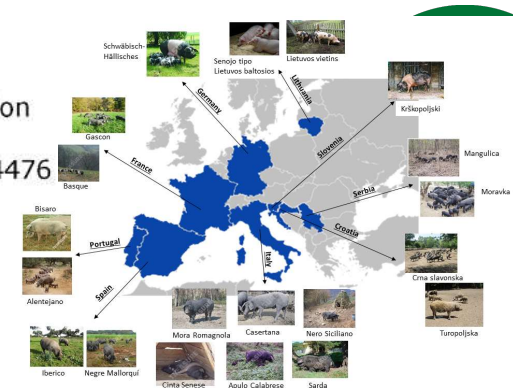 Schwäbisch-
Hällisches
Senojo tipo
Lietuvos baltosios
Lietuvos vietins
Krškopoljski
on
4476
Germany
Lithuania
Slovenia
Gascon
Basque
France
Mangulica
Moravka
Serbia
Croatia
Bisaro
Portugal
Alentejano
Spain
Italy
Crna slavonska
Turopoljska
Iberico
Negre Mallorquí
Mora Romagnola
Casertana
Nero Siciliano
Cinta Senese
Apulo Calabrese
Sarda